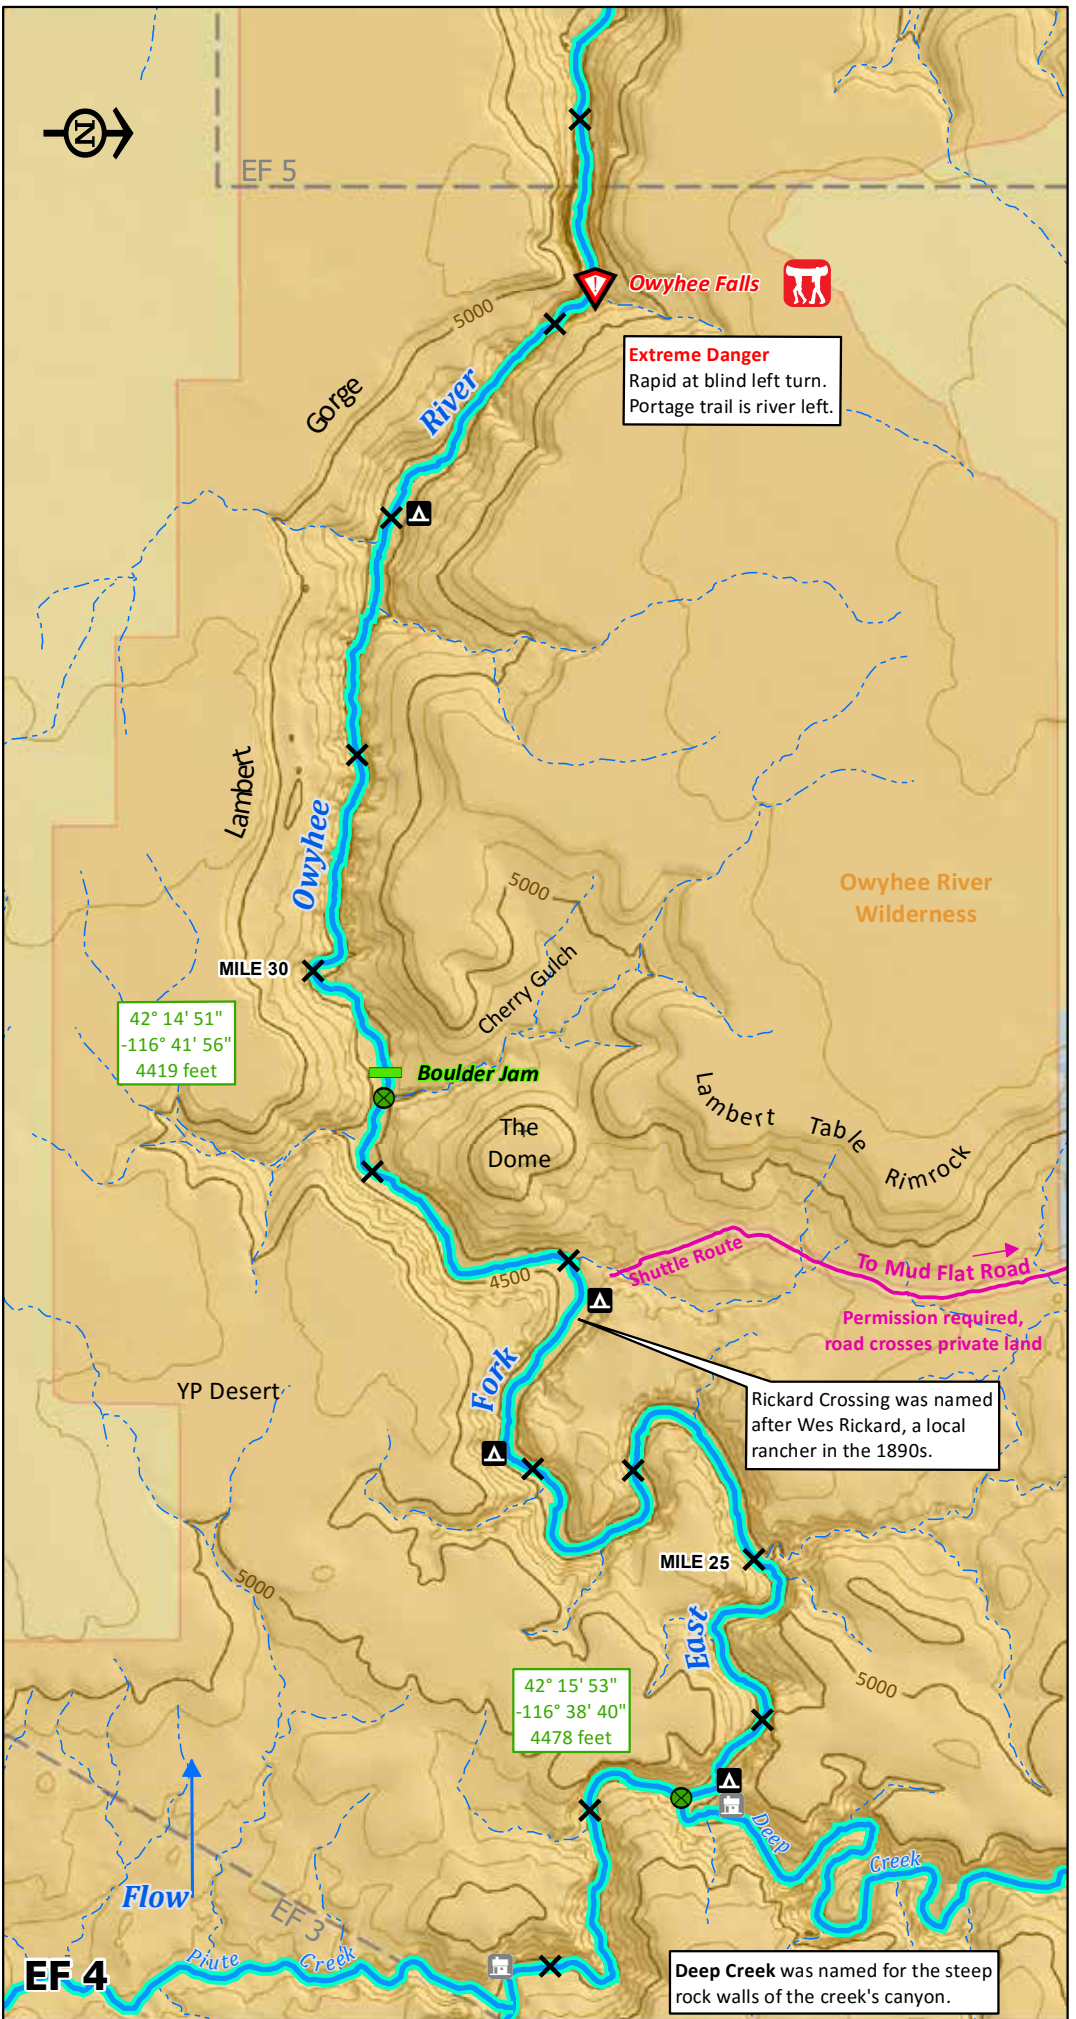 N
EF 5
Owyhee Falls
5000
Extreme Danger
Rapid at blind left turn.
Portage trail is river left.
Gorge
River
Lambert
Owyhee
5000
Owyhee River
Wilderness
Cherry Gulch
MILE 30
42° 14' 51"
-116° 41' 56"
4419 feet
Boulder Jam
The
Dome
Lambert Table Rimrock
Shuttle Route
To Mud Flat Road
4500
Permission required,
road crosses private land
Fork
YP Desert
Rickard Crossing was named
after Wes Rickard, a local
rancher in the 1890s.
MILE 25
5000
East
5000
42° 15' 53"
-116° 38' 40"
4478 feet
Deep Creek
Flow
EF 3
Piute Creek
EF 4
Deep Creek was named for the steep
rock walls of the creek's canyon.